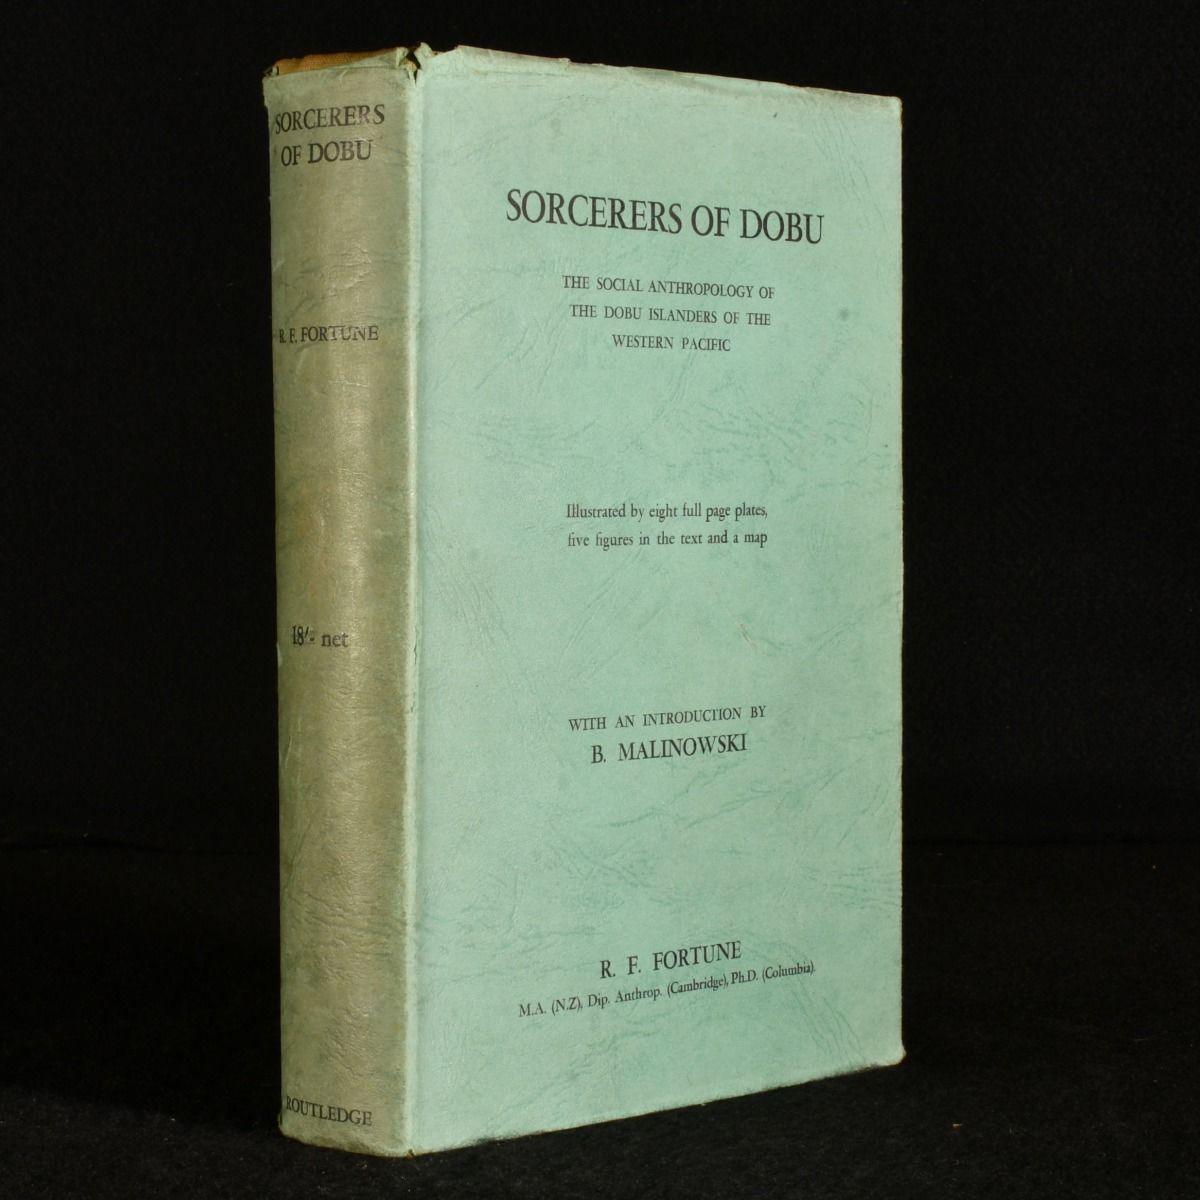 SORCERERS
OF DOBU
R. F. FORTUNE
18/- net
ROUTLEDGE
SORCERERS OF DOBU
THE SOCIAL ANTHROPOLOGY OF
THE DOBU ISLANDERS OF THE
WESTERN PACIFIC
Illustrated by eight full page plates,
five figures in the text and a map
WITH AN INTRODUCTION BY
B. MALINOWSKI
R. F. FORTUNE
M.A. (N.Z), Dip. Anthrop. (Cambridge), Ph.D. (Columbia).